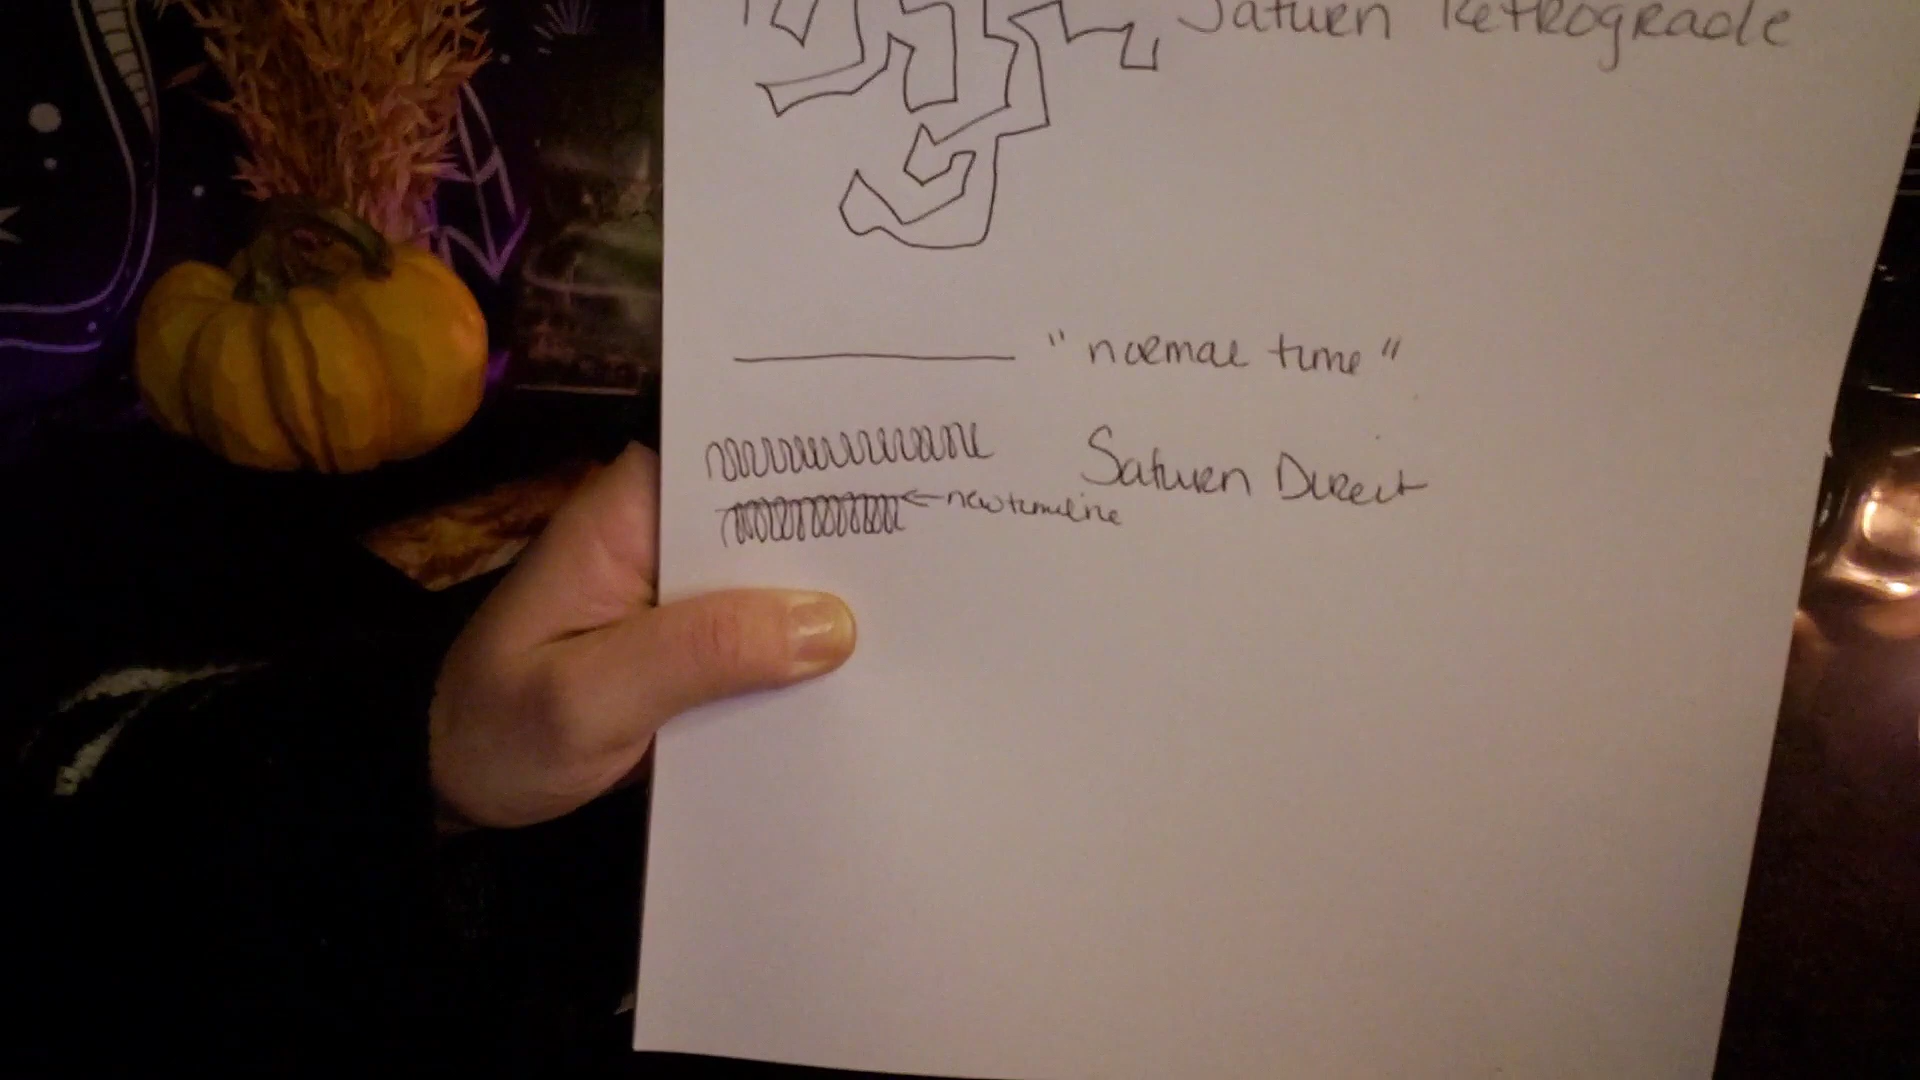 Saturn Retrograde
"normal time"
Saturn Direct
← new timeline